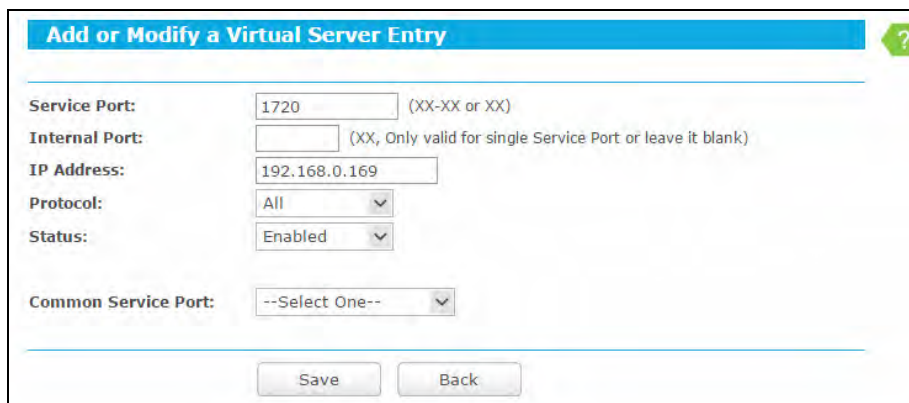 Add or Modify a Virtual Server Entry
?
Service Port: 1720 (XX-XX or XX)
Internal Port: (XX, Only valid for single Service Port or leave it blank)
IP Address: 192.168.0.169
Protocol: All
Status: Enabled
Common Service Port: --Select One--
Save Back